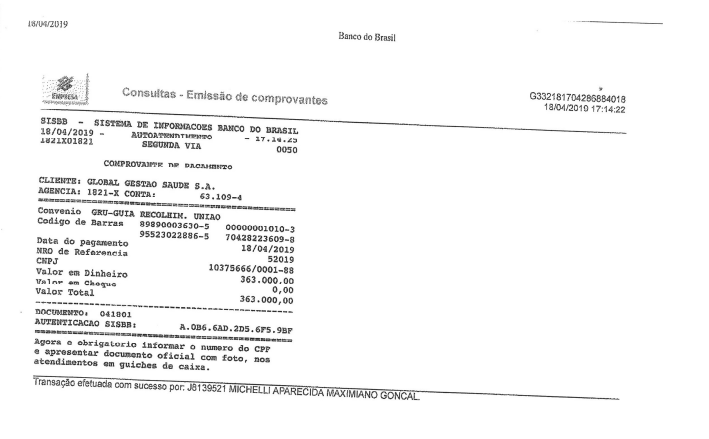 18/04/2019
Banco do Brasil
EMPRESA
Consultas - Emissão de comprovantes
G332181704286884018
18/04/2019 17:14:22
SISBB - SISTEMA DE INFORMACOES BANCO DO BRASIL
18/04/2019 - AUTOATENDIMENTO - 17.14.23
1821X01821 SEGUNDA VIA 0050
COMPROVANTE DE PAGAMENTO
CLIENTE: GLOBAL GESTAO SAUDE S.A.
AGENCIA: 1821-X CONTA: 63.109-4
================================================
Convenio GRU-GUIA RECOLHIM. UNIAO
Codigo de Barras 89890003630-5 00000001010-3
95523022886-5 70428223609-8
Data do pagamento 18/04/2019
NRO de Referencia 52019
CNPJ 10375666/0001-88
Valor em Dinheiro 363.000,00
Valor em Cheque 0,00
Valor Total 363.000,00
------------------------------------------------
DOCUMENTO: 041801
AUTENTICACAO SISBB: A.0B6.6AD.2D5.6F5.9BF
================================================
Agora e obrigatorio informar o numero do CPF
e apresentar documento oficial com foto, nos
atendimentos em guiches de caixa.
Transação efetuada com sucesso por: J8139521 MICHELLI APARECIDA MAXIMIANO GONCAL.